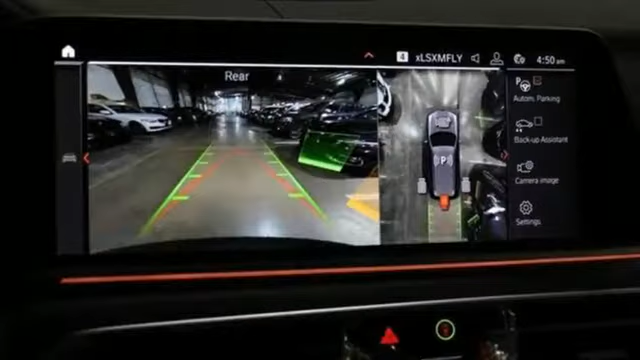 4 xLSXMFLY 4:50 am
Rear
P
Autom. Parking
P
Back-up Assistant
Camera image
Settings